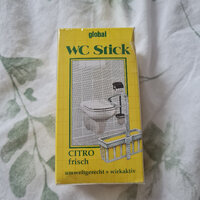 global
WC Stick
CITRO
frisch
umweltgerecht + wirkaktiv